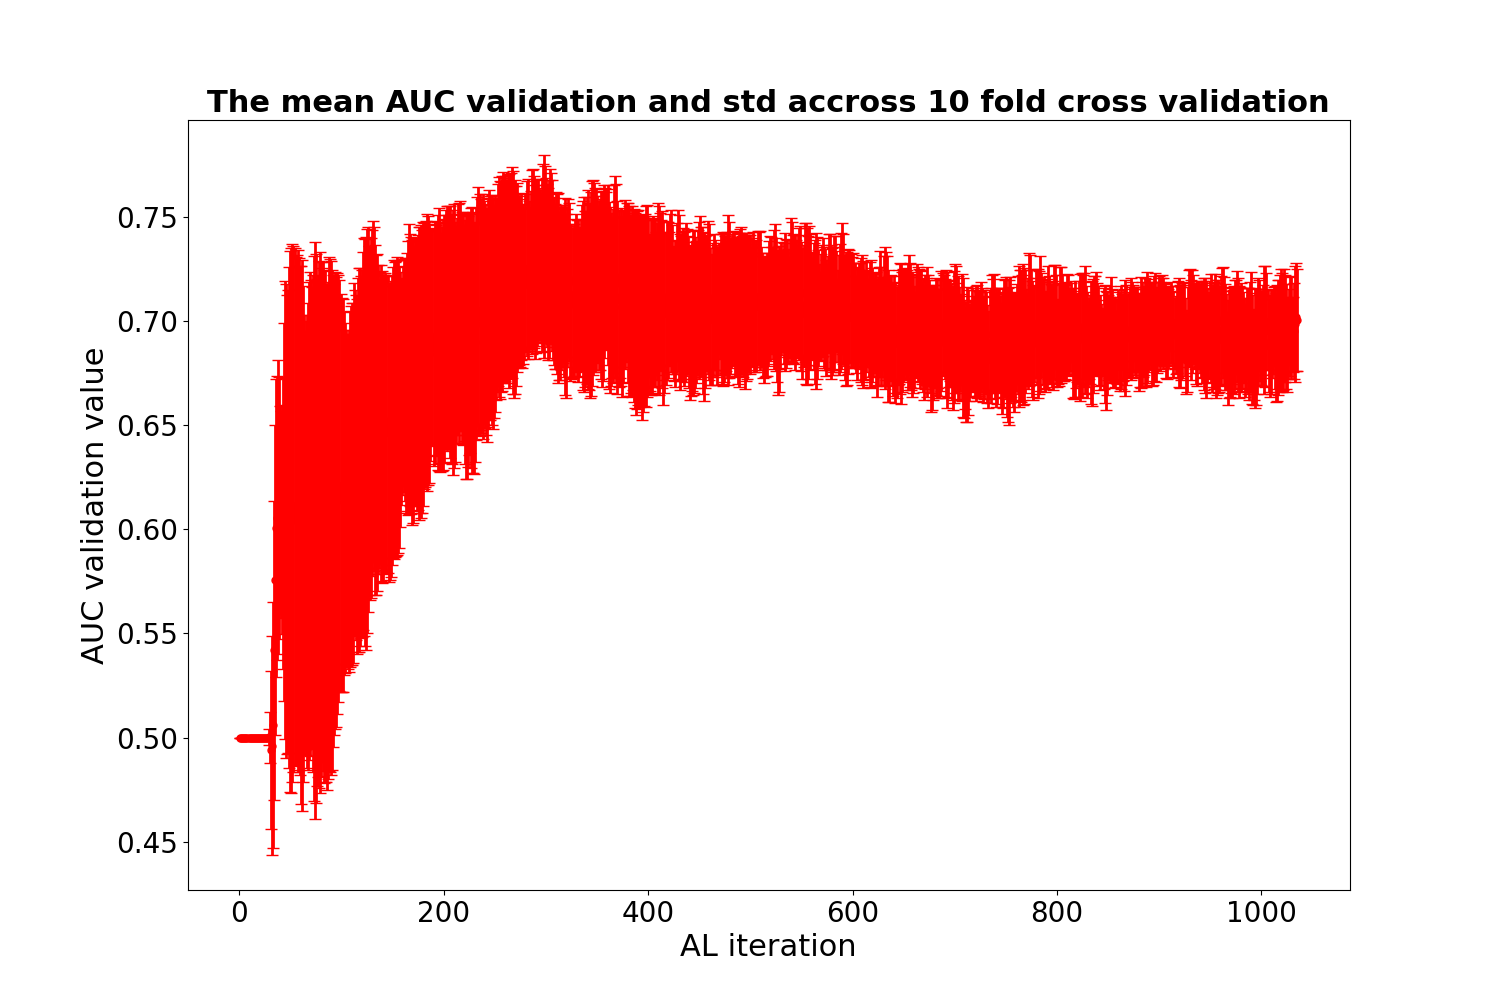 The mean AUC validation and std accross 10 fold cross validation
AUC validation value
0.75
0.70
0.65
0.60
0.55
0.50
0.45
0 200 400 600 800 1000
AL iteration